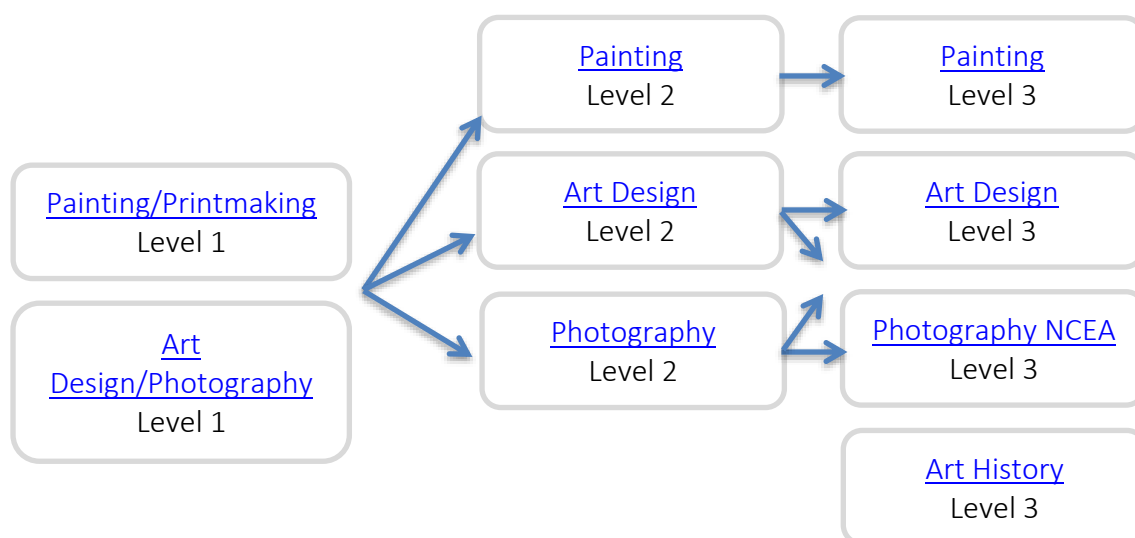 Painting/Printmaking
Level 1
Art
Design/Photography
Level 1
Painting
Level 2
Art Design
Level 2
Photography
Level 2
Painting
Level 3
Art Design
Level 3
Photography NCEA
Level 3
Art History
Level 3